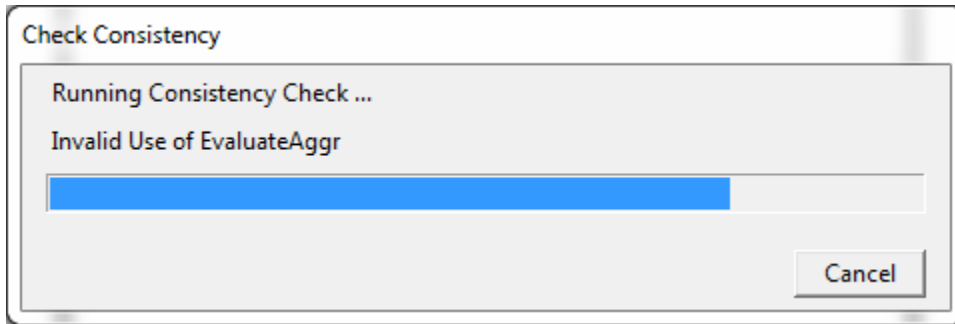 Check Consistency
Running Consistency Check ...
Invalid Use of EvaluateAggr
Cancel